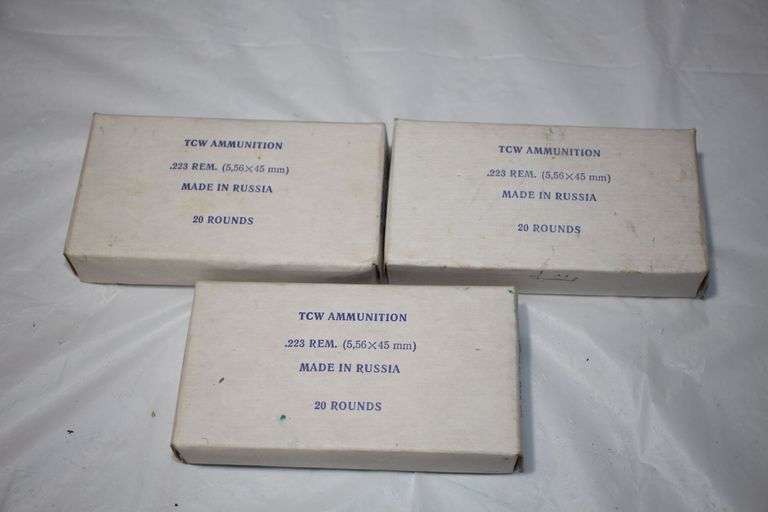 TCW AMMUNITION
.223 REM. (5,56×45 mm)
MADE IN RUSSIA
20 ROUNDS
TCW AMMUNITION
.223 REM. (5,56×45 mm)
MADE IN RUSSIA
20 ROUNDS
TCW AMMUNITION
.223 REM. (5,56×45 mm)
MADE IN RUSSIA
20 ROUNDS